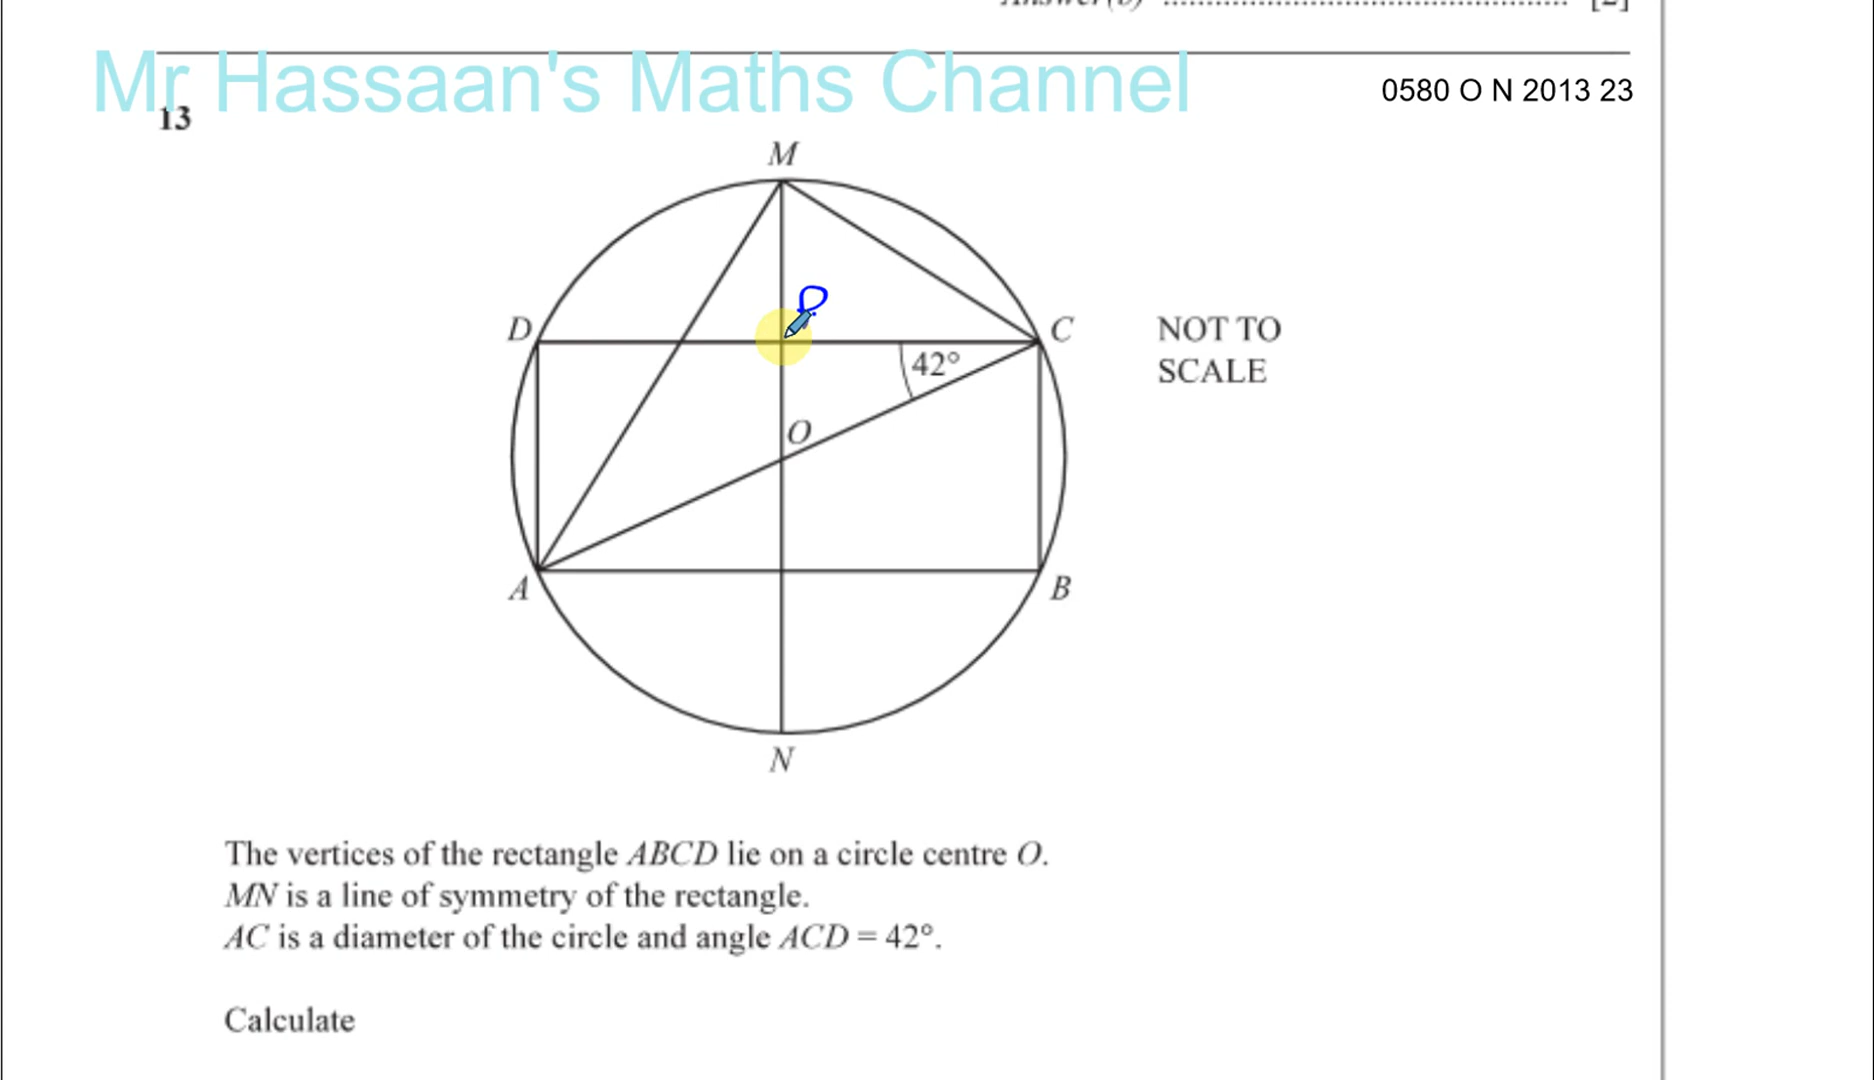 [2]
Mr Hassaan's Maths Channel
0580 O N 2013 23
13
M
P
D
C
NOT TO
SCALE
42°
O
A
B
N
The vertices of the rectangle ABCD lie on a circle centre O.
MN is a line of symmetry of the rectangle.
AC is a diameter of the circle and angle ACD = 42°.
Calculate